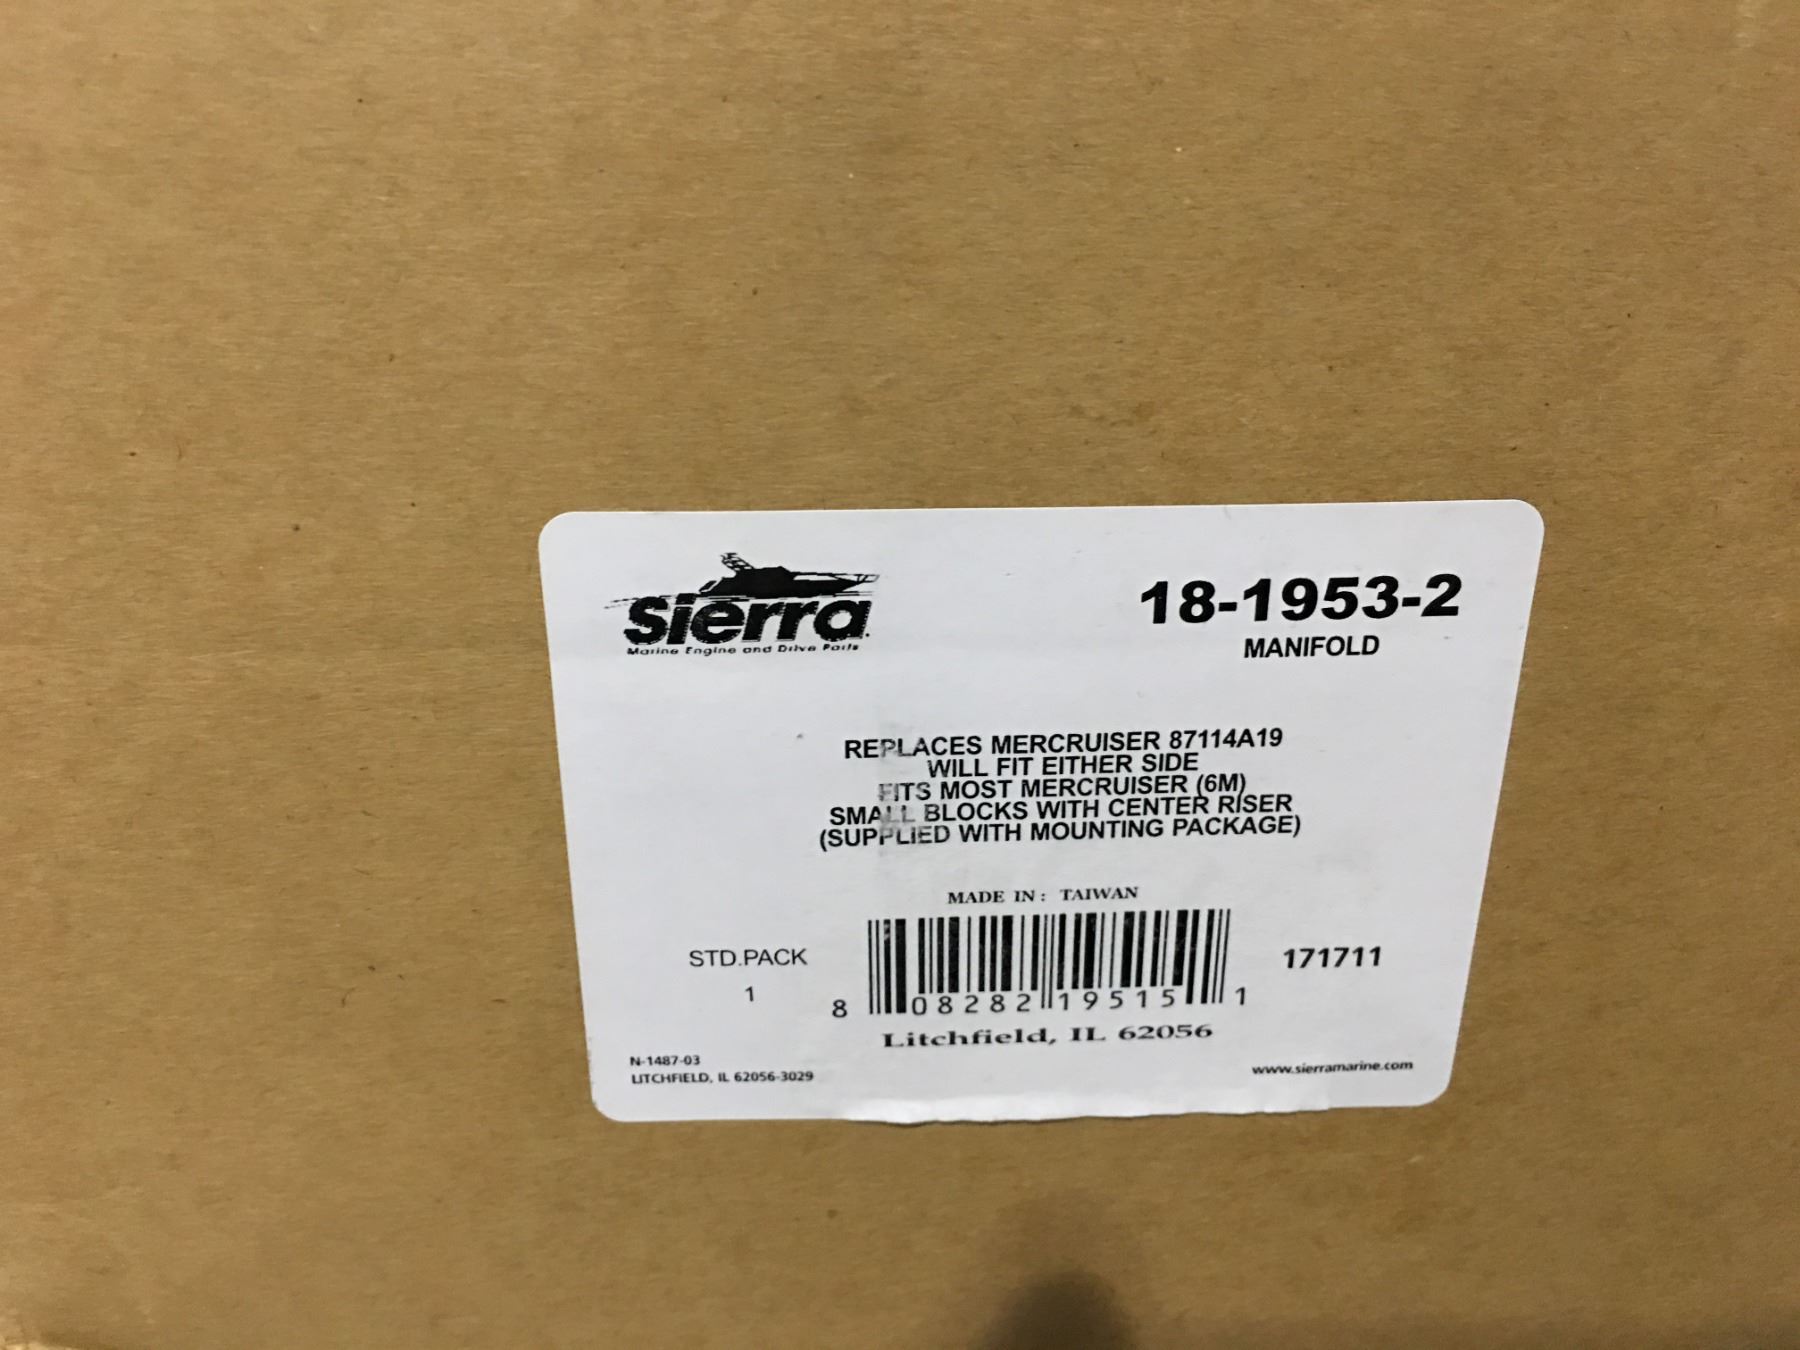 Sierra
Marine Engine and Drive Parts
18-1953-2
MANIFOLD
REPLACES MERCRUISER 87114A19
WILL FIT EITHER SIDE
FITS MOST MERCRUISER (6M)
SMALL BLOCKS WITH CENTER RISER
(SUPPLIED WITH MOUNTING PACKAGE)
MADE IN: TAIWAN
STD.PACK
1
8 08282 19515 1
171711
Litchfield, IL 62056
N-1487-03
LITCHFIELD, IL 62056-3029
www.sierramarine.com